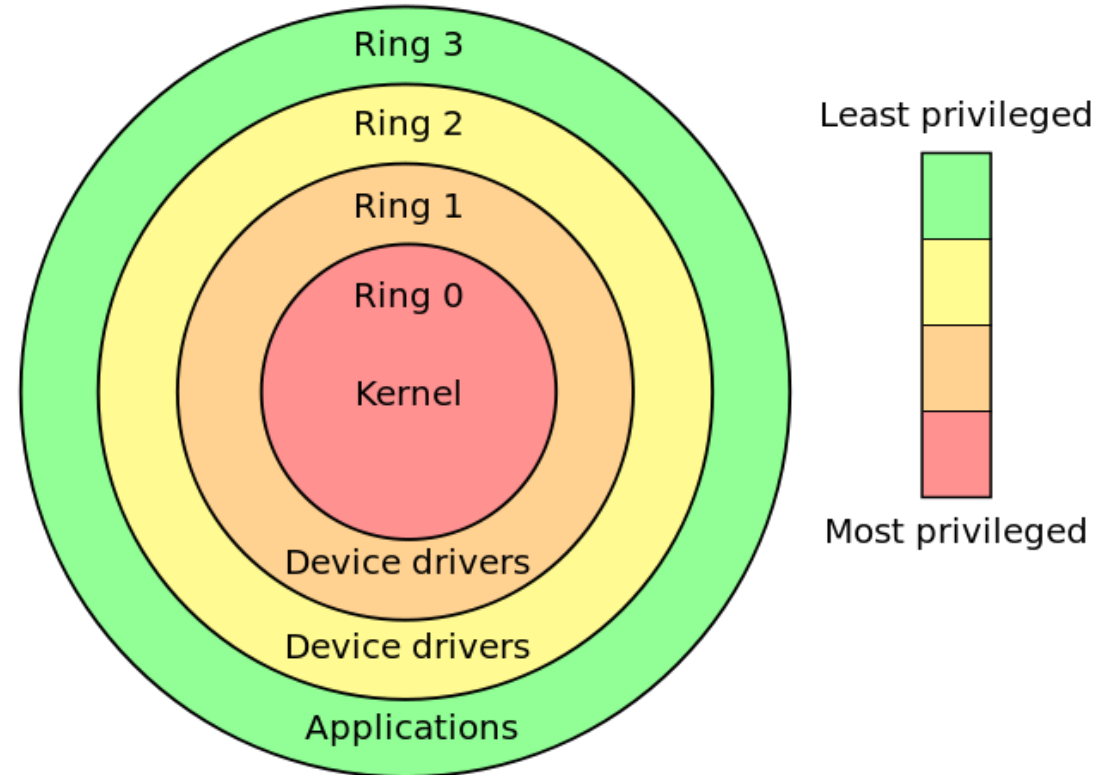 Ring 3
Ring 2
Ring 1
Ring 0
Kernel
Device drivers
Device drivers
Applications
Least privileged
Most privileged